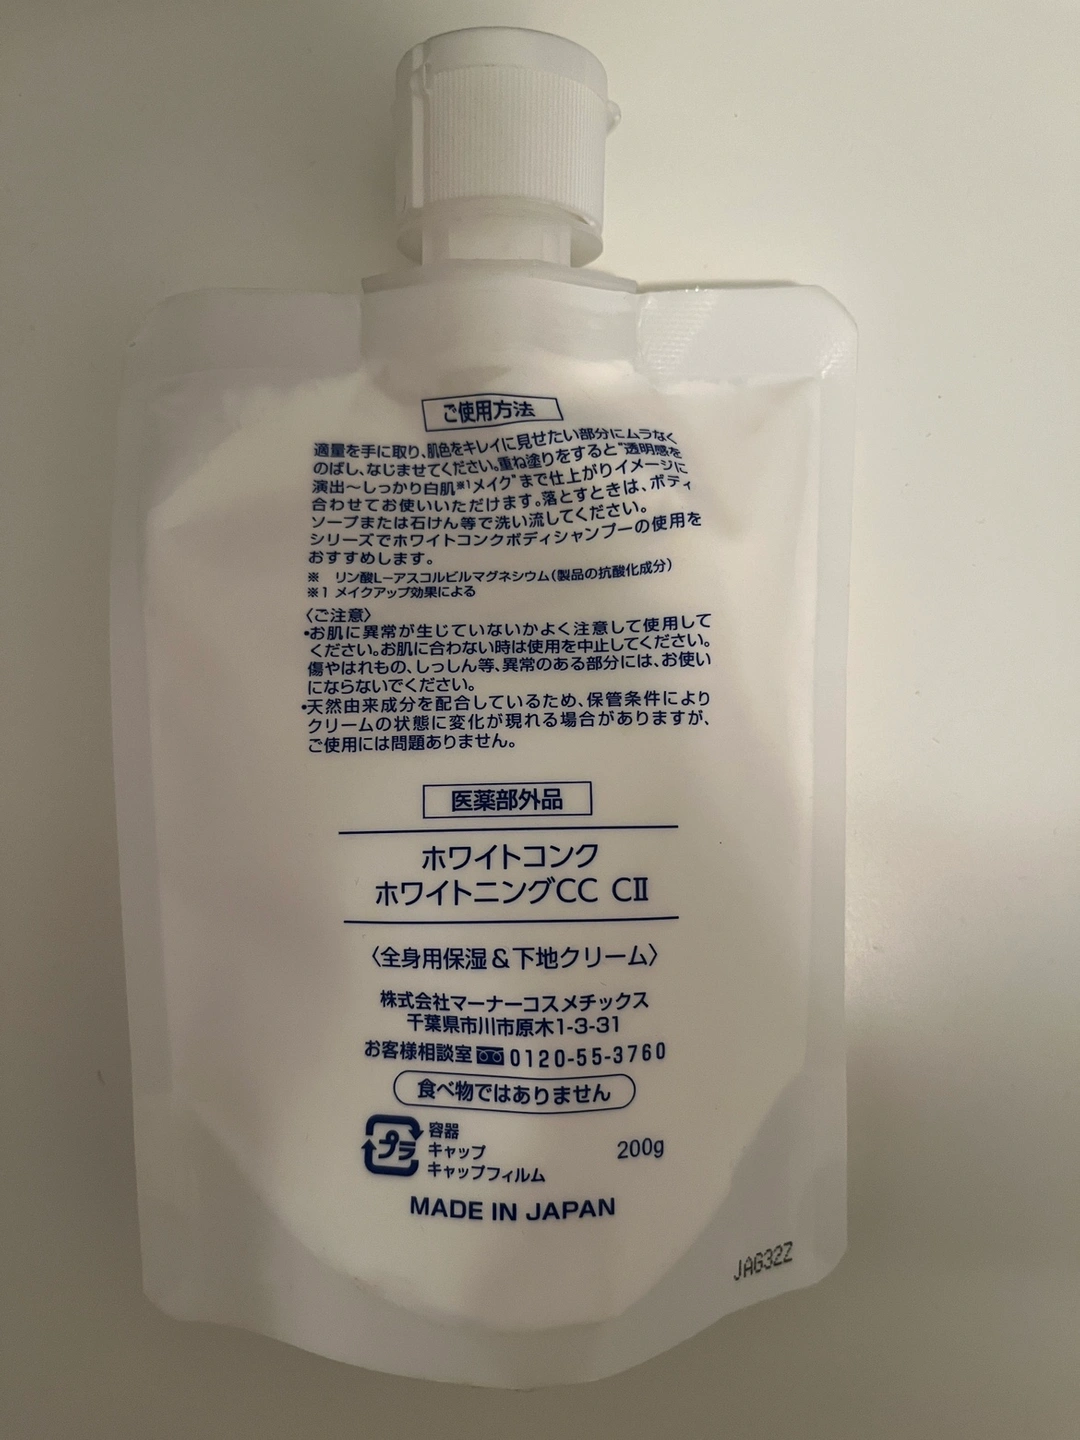 ご使用方法
適量を手に取り、肌色をキレイに見せたい部分にムラなく
のばし、なじませてください。重ね塗りをすると"透明感を
演出〜しっかり白肌※1メイク"まで仕上がりイメージに
合わせてお使いいただけます。落とすときは、ボディ
ソープまたは石けん等で洗い流してください。
シリーズでホワイトコンクボディシャンプーの使用を
おすすめします。
※ リン酸L−アスコルビルマグネシウム(製品の抗酸化成分)
※1 メイクアップ効果による
〈ご注意〉
•お肌に異常が生じていないかよく注意して使用して
ください。お肌に合わない時は使用を中止してください。
傷やはれもの、しっしん等、異常のある部分には、お使い
にならないでください。
•天然由来成分を配合しているため、保管条件により
クリームの状態に変化が現れる場合がありますが、
ご使用には問題ありません。
医薬部外品
ホワイトコンク
ホワイトニングCC CⅡ
〈全身用保湿&下地クリーム〉
株式会社マーナーコスメチックス
千葉県市川市原木1-3-31
お客様相談室 0120-55-3760
食べ物ではありません
プラ 容器
キャップ
キャップフィルム
200g
MADE IN JAPAN
JAG32Z